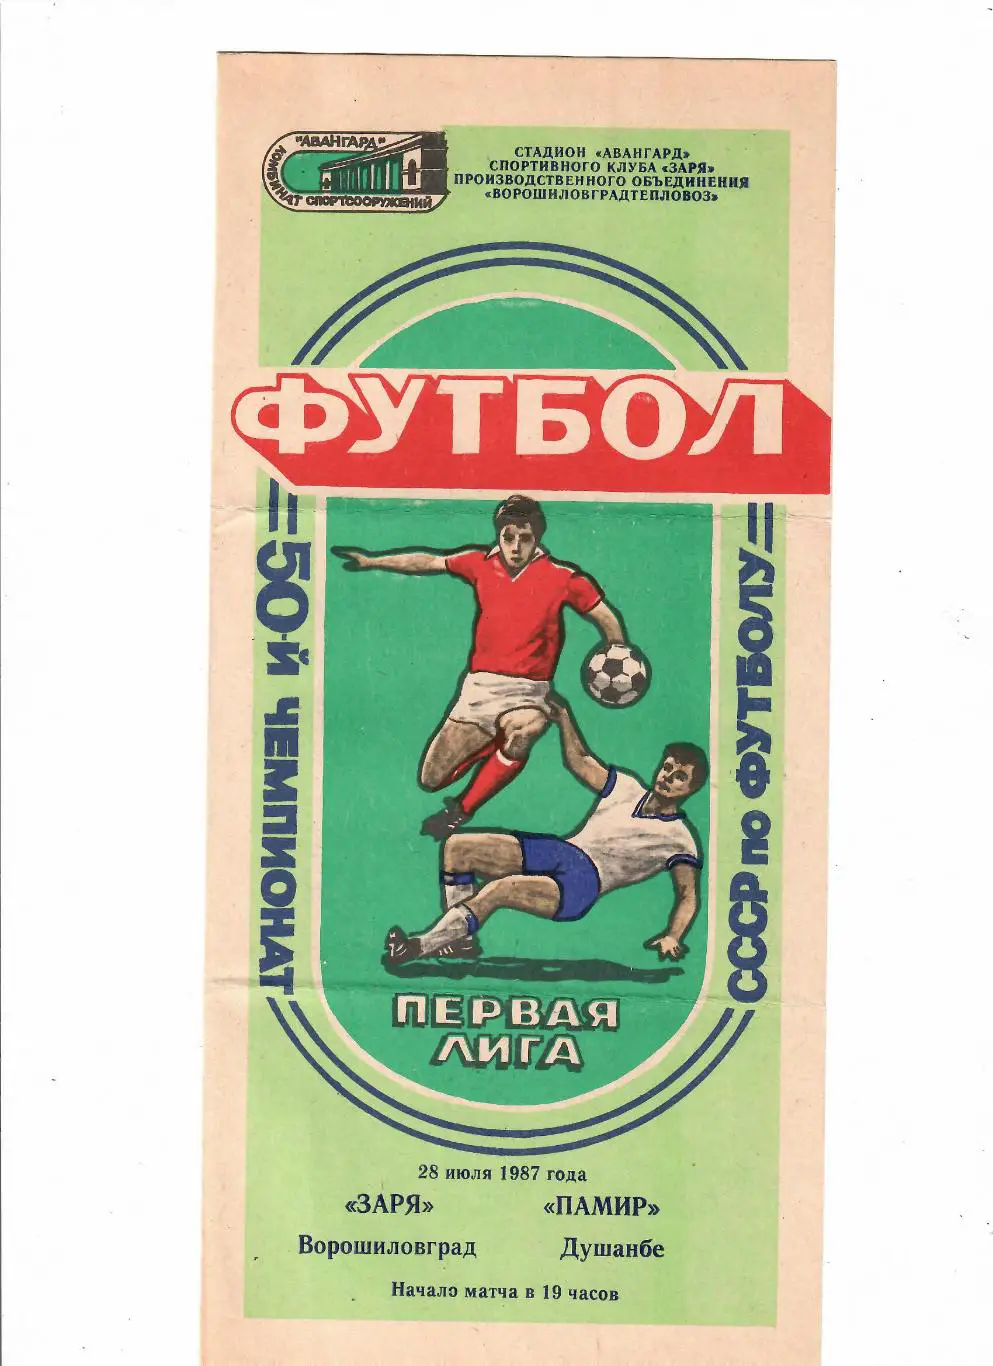 "АВАНГАРД"
КОМБИНАТ СПОРТСООРУЖЕНИЙ
СТАДИОН «АВАНГАРД»
СПОРТИВНОГО КЛУБА «ЗАРЯ»
ПРОИЗВОДСТВЕННОГО ОБЪЕДИНЕНИЯ
«ВОРОШИЛОВГРАДТЕПЛОВОЗ»
ФУТБОЛ
50-й ЧЕМПИОНАТ
СССР по ФУТБОЛУ
ПЕРВАЯ
ЛИГА
28 июля 1987 года
«ЗАРЯ» «ПАМИР»
Ворошиловград Душанбе
Начало матча в 19 часов